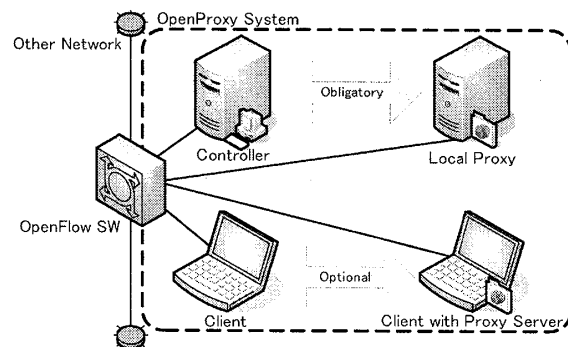 OpenProxy System
Other Network
Obligatory
Controller
Local Proxy
OpenFlow SW
Optional
Client
Client with Proxy Server